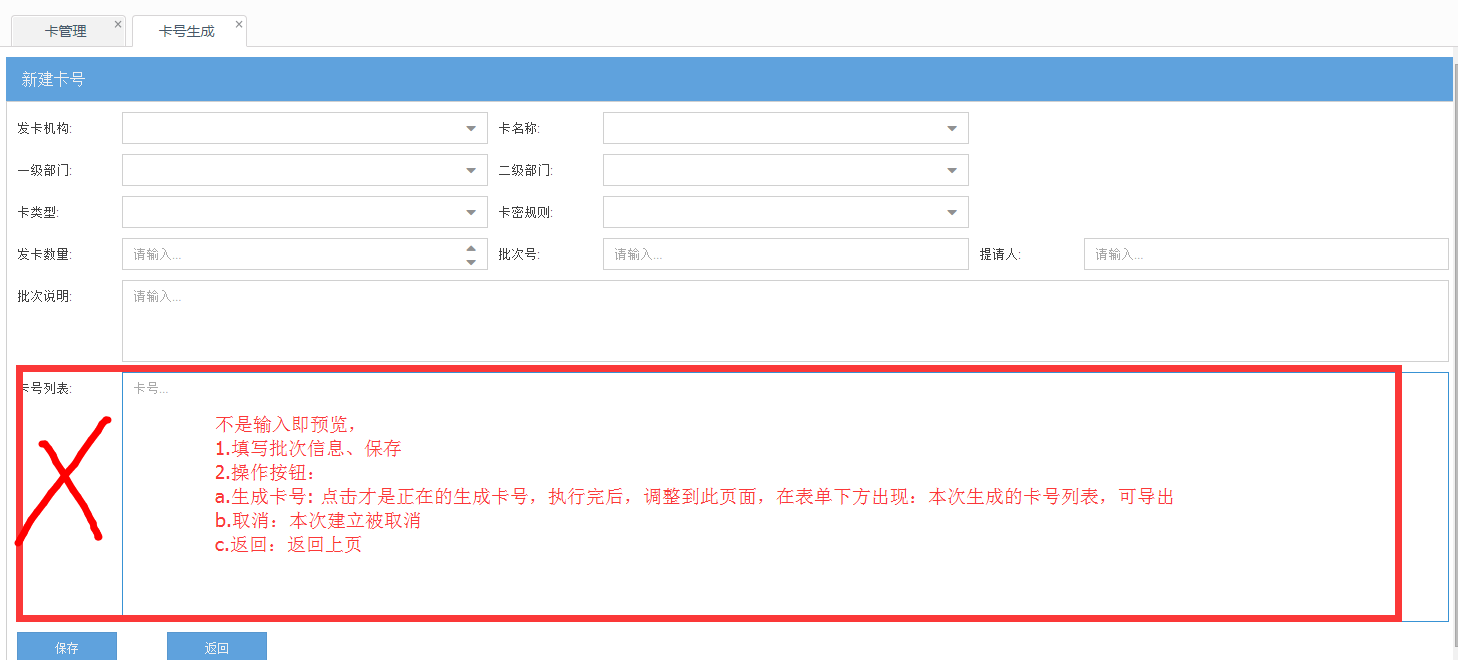 卡管理
卡号生成
新建卡号
发卡机构:
卡名称:
一级部门:
二级部门:
卡类型:
卡密规则:
发卡数量:
请输入...
批次号:
请输入...
提请人:
请输入...
批次说明:
请输入...
卡号列表:
卡号...
不是输入即预览，
1.填写批次信息、保存
2.操作按钮：
a.生成卡号: 点击才是正在的生成卡号，执行完后，调整到此页面，在表单下方出现：本次生成的卡号列表，可导出
b.取消：本次建立被取消
c.返回：返回上页
保存
返回